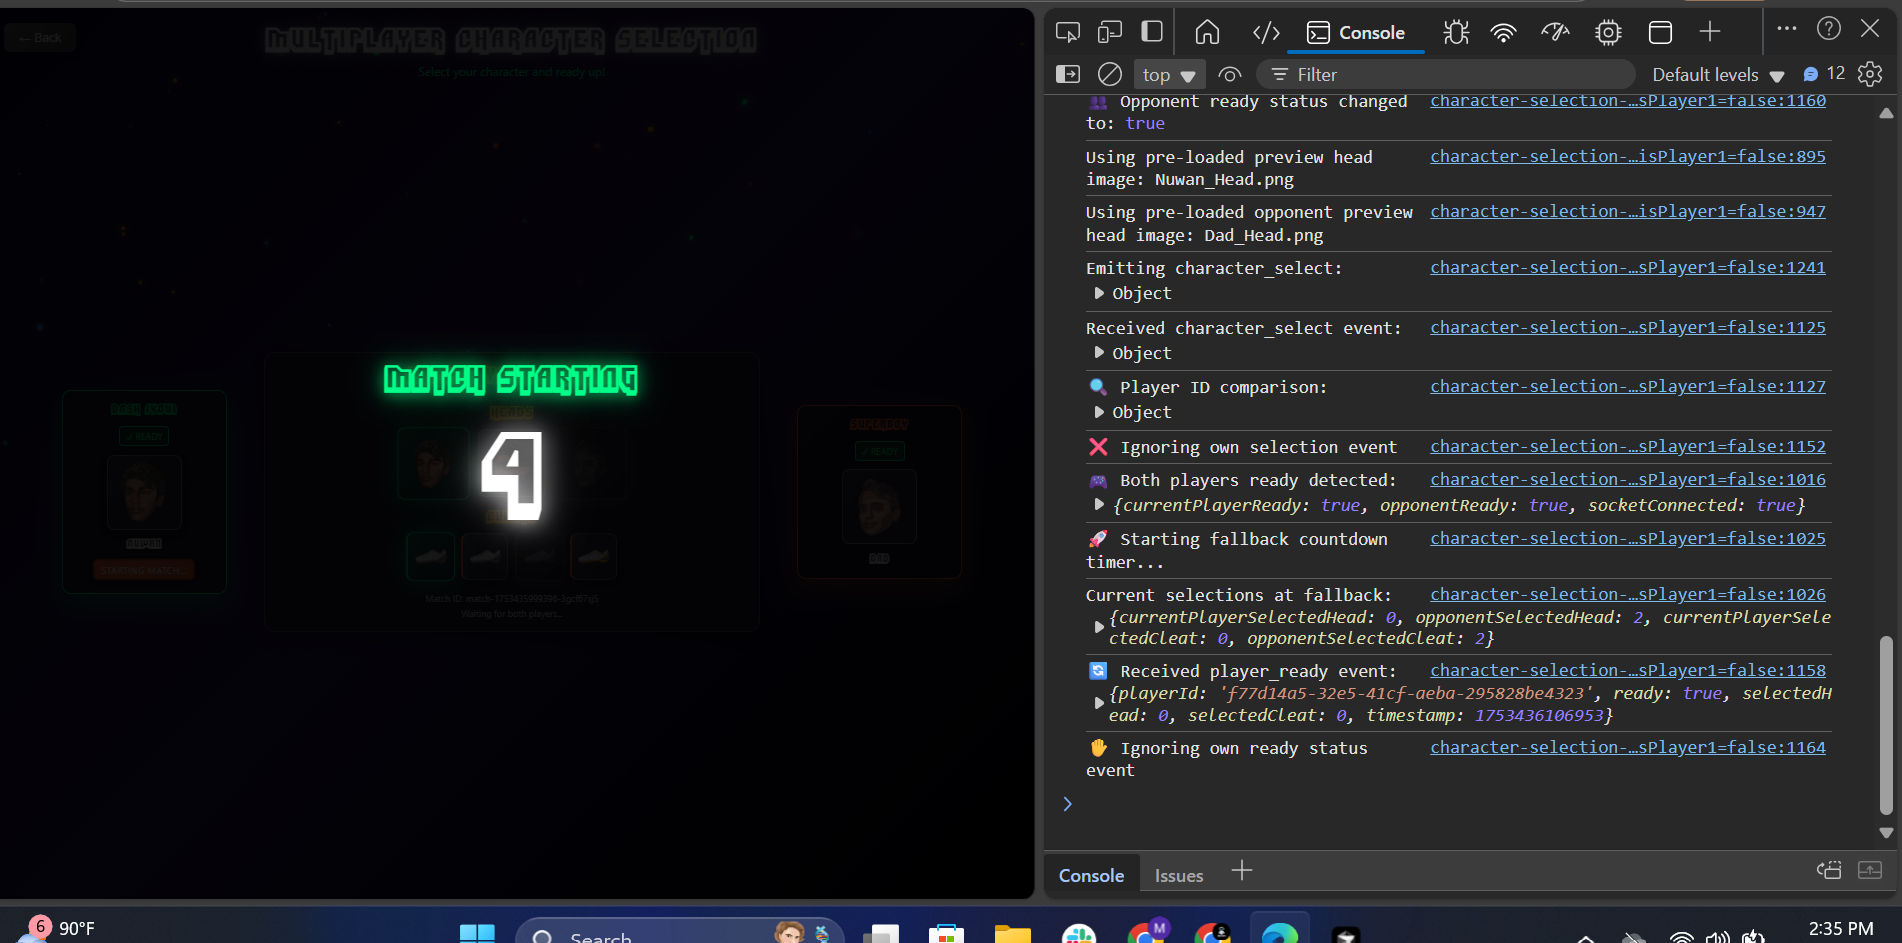 ← Back
MULTIPLAYER CHARACTER SELECTION
Select your character and ready up!
MATCH STARTING
HEADS
4
✓ READY
NUWAN
STARTING MATCH...
SUPERBOY
✓ READY
DAD
Waiting for both players...
Console
top
Filter
Default levels
12
Opponent ready status changed to: true
character-selection-…sPlayer1=false:1160
Using pre-loaded preview head image: Nuwan_Head.png
character-selection-…isPlayer1=false:895
Using pre-loaded opponent preview head image: Dad_Head.png
character-selection-…isPlayer1=false:947
Emitting character_select:
character-selection-…sPlayer1=false:1241
Object
Received character_select event:
character-selection-…sPlayer1=false:1125
Object
Player ID comparison:
character-selection-…sPlayer1=false:1127
Object
Ignoring own selection event
character-selection-…sPlayer1=false:1152
Both players ready detected:
character-selection-…sPlayer1=false:1016
{currentPlayerReady: true, opponentReady: true, socketConnected: true}
Starting fallback countdown timer...
character-selection-…sPlayer1=false:1025
Current selections at fallback:
character-selection-…sPlayer1=false:1026
{currentPlayerSelectedHead: 0, opponentSelectedHead: 2, currentPlayerSelectedCleat: 0, opponentSelectedCleat: 2}
Received player_ready event:
character-selection-…sPlayer1=false:1158
{playerId: 'f77d14a5-32e5-41cf-aeba-295828be4323', ready: true, selectedHead: 0, selectedCleat: 0, timestamp: 1753436106953}
Ignoring own ready status event
character-selection-…sPlayer1=false:1164
Console
Issues
6
90°F
Search
M
2:35 PM